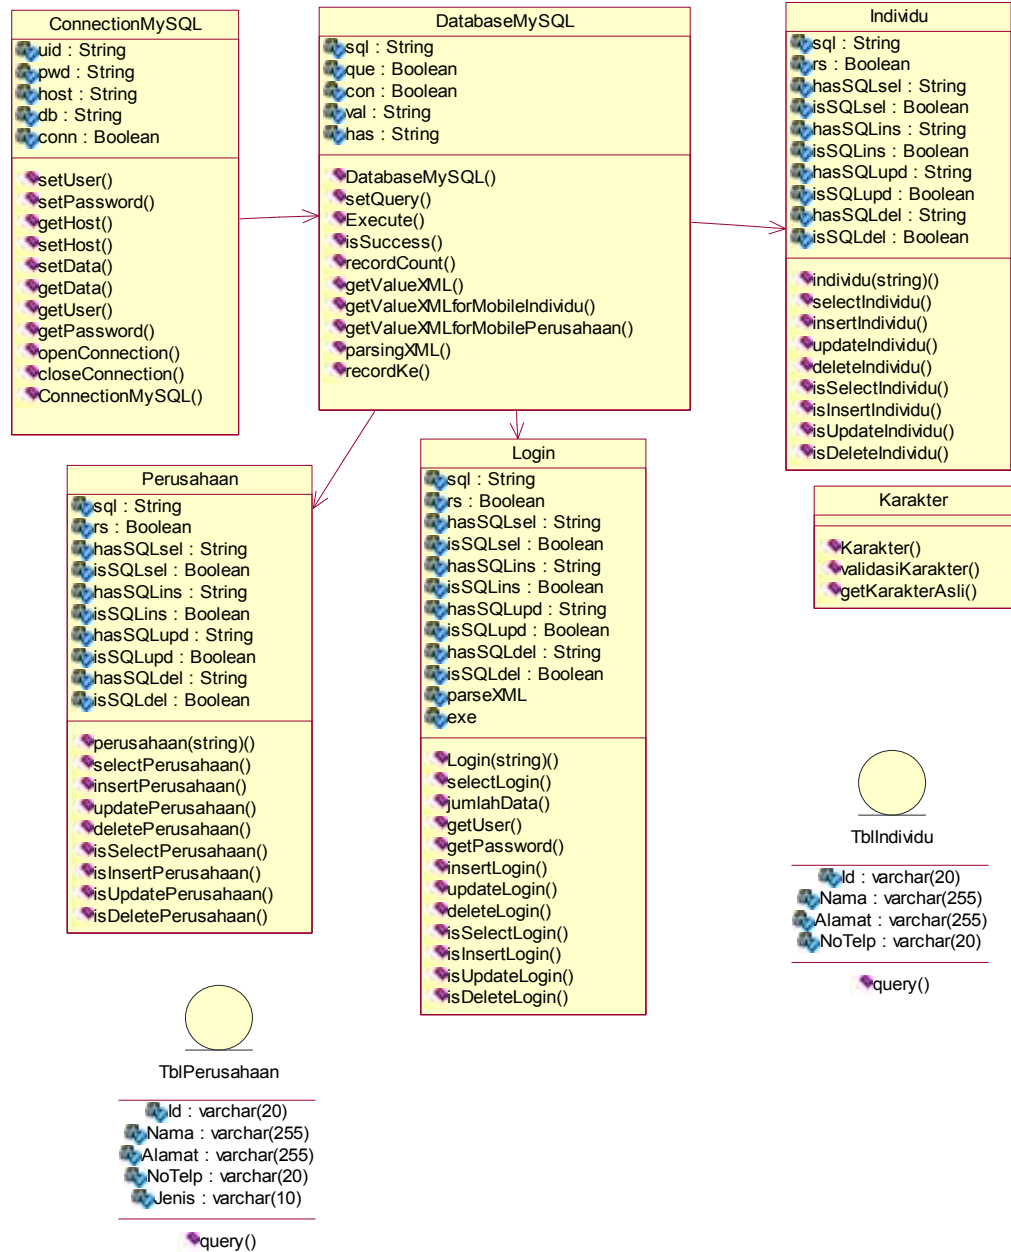 ConnectionMySQL
uid : String
pwd : String
host : String
db : String
conn : Boolean
setUser()
setPassword()
getHost()
setHost()
setData()
getData()
getUser()
getPassword()
openConnection()
closeConnection()
ConnectionMySQL()
DatabaseMySQL
sql : String
que : Boolean
con : Boolean
val : String
has : String
DatabaseMySQL()
setQuery()
Execute()
isSuccess()
recordCount()
getValueXML()
getValueXMLforMobileIndividu()
getValueXMLforMobilePerusahaan()
parsingXML()
recordKe()
Individu
sql : String
rs : Boolean
hasSQLsel : String
isSQLsel : Boolean
hasSQLins : String
isSQLins : Boolean
hasSQLupd : String
isSQLupd : Boolean
hasSQLdel : String
isSQLdel : Boolean
individu(string)()
selectIndividu()
insertIndividu()
updateIndividu()
deleteIndividu()
isSelectIndividu()
isInsertIndividu()
isUpdateIndividu()
isDeleteIndividu()
Perusahaan
sql : String
rs : Boolean
hasSQLsel : String
isSQLsel : Boolean
hasSQLins : String
isSQLins : Boolean
hasSQLupd : String
isSQLupd : Boolean
hasSQLdel : String
isSQLdel : Boolean
perusahaan(string)()
selectPerusahaan()
insertPerusahaan()
updatePerusahaan()
deletePerusahaan()
isSelectPerusahaan()
isInsertPerusahaan()
isUpdatePerusahaan()
isDeletePerusahaan()
Login
sql : String
rs : Boolean
hasSQLsel : String
isSQLsel : Boolean
hasSQLins : String
isSQLins : Boolean
hasSQLupd : String
isSQLupd : Boolean
hasSQLdel : String
isSQLdel : Boolean
parseXML
exe
Login(string)()
selectLogin()
jumlahData()
getUser()
getPassword()
insertLogin()
updateLogin()
deleteLogin()
isSelectLogin()
isInsertLogin()
isUpdateLogin()
isDeleteLogin()
Karakter
Karakter()
validasiKarakter()
getKarakterAsli()
TblIndividu
Id : varchar(20)
Nama : varchar(255)
Alamat : varchar(255)
NoTelp : varchar(20)
query()
TblPerusahaan
Id : varchar(20)
Nama : varchar(255)
Alamat : varchar(255)
NoTelp : varchar(20)
Jenis : varchar(10)
query()